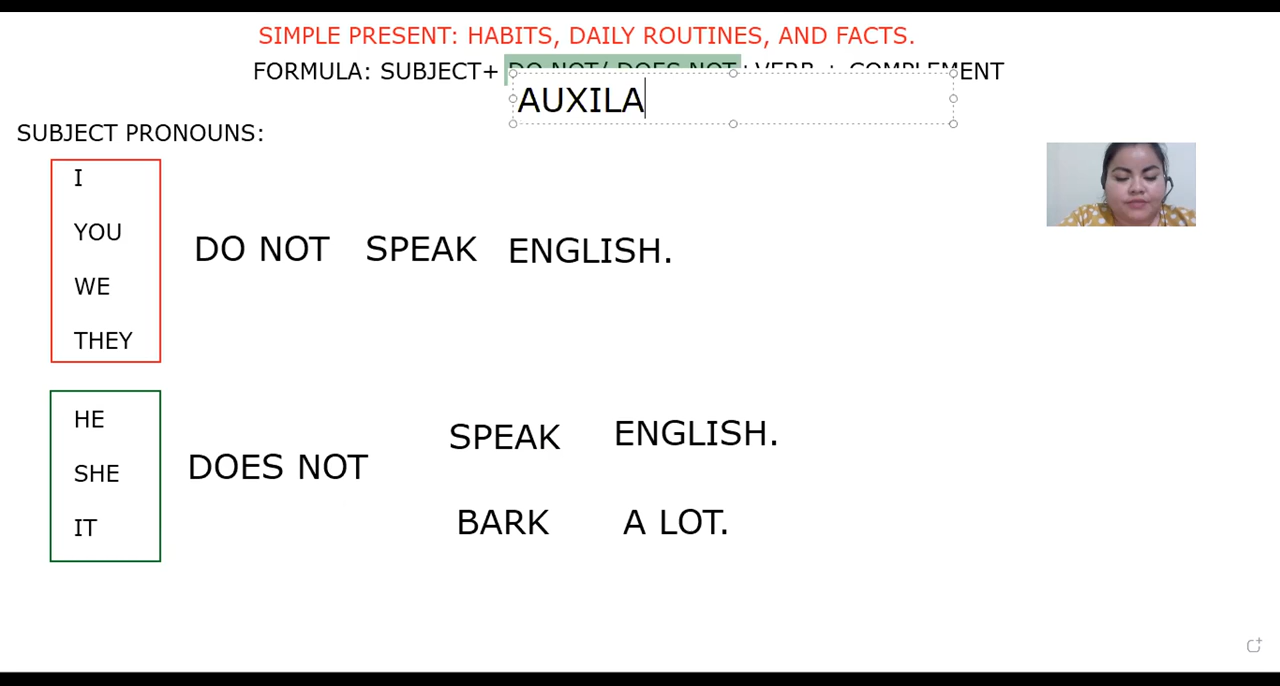 SIMPLE PRESENT: HABITS, DAILY ROUTINES, AND FACTS.
FORMULA: SUBJECT+ DO NOT/ DOES NOT+VERB + COMPLEMENT
AUXILA
SUBJECT PRONOUNS:
I
YOU
DO NOT SPEAK ENGLISH.
WE
THEY
HE
SPEAK ENGLISH.
SHE
DOES NOT
IT
BARK A LOT.